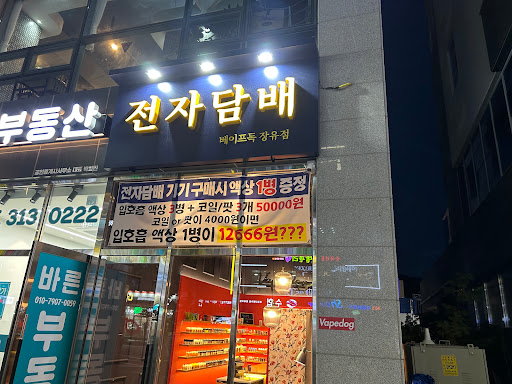 부동산
전자담배
베이프독 장유점
전자담배 기기 구매시 액상 1병 증정
입호흡 액상 3병 + 코일/팟 3개 50000원
코일 or 팟이 4000원이면
입호흡 액상 1병이 12666원???
313 0222
바른
010-7907-0059
부동
Vapedog